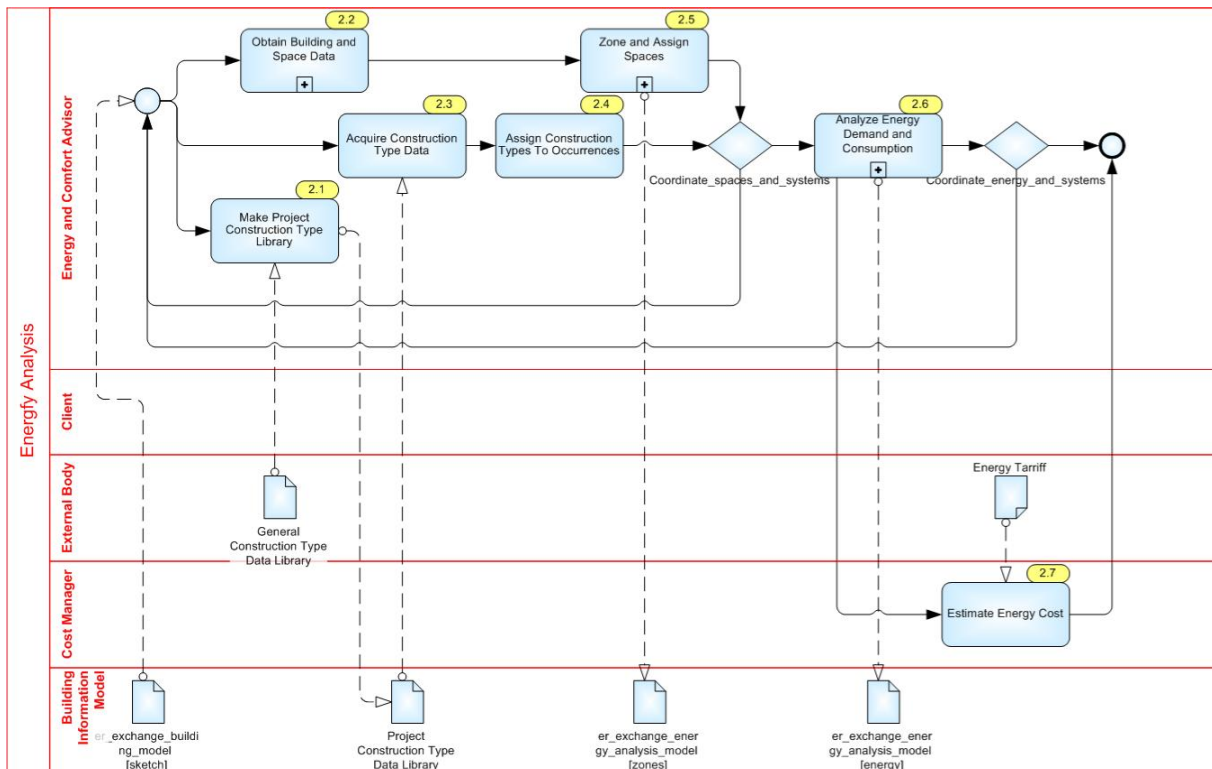 Energfy Analysis
Energy and Comfort Advisor
2.2
Obtain Building and
Space Data
2.5
Zone and Assign
Spaces
2.3
Acquire Construction
Type Data
2.4
Assign Construction
Types To Occurrences
2.6
Analyze Energy
Demand and
Consumption
Coordinate_spaces_and_systems
Coordinate_energy_and_systems
2.1
Make Project
Construction Type
Library
Client
External Body
General
Construction Type
Data Library
Energy Tarriff
Cost Manager
2.7
Estimate Energy Cost
Building
Information
Model
er_exchange_buildi
ng_model
[sketch]
Project
Construction Type
Data Library
er_exchange_ener
gy_analysis_model
[zones]
er_exchange_ener
gy_analysis_model
[energy]